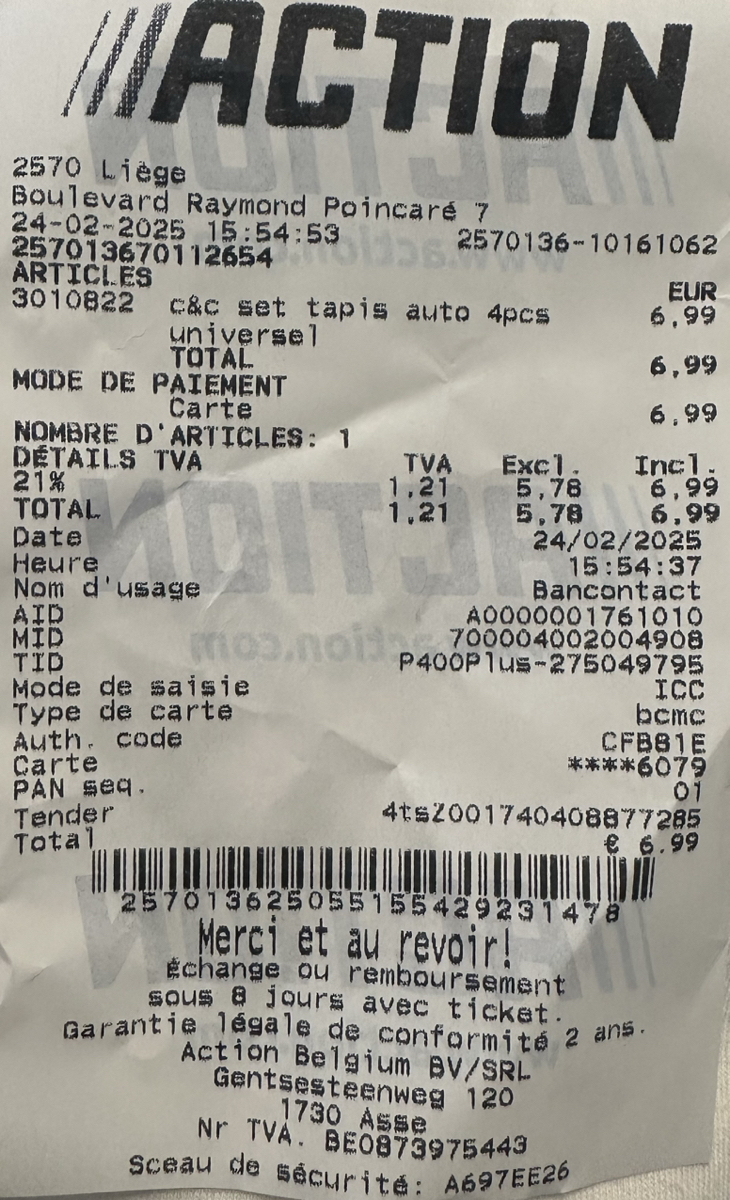 ACTION
2570 Liège
Boulevard Raymond Poincaré 7
24-02-2025 15:54:53 2570136-10161062
257013670112654
ARTICLES EUR
3010822 c&c set tapis auto 4pcs 6,99
universel
TOTAL 6,99
MODE DE PAIEMENT
Carte 6,99
NOMBRE D'ARTICLES: 1
DÉTAILS TVA TVA Excl. Incl.
21% 1,21 5,78 6,99
TOTAL 1,21 5,78 6,99
Date 24/02/2025
Heure 15:54:37
Nom d'usage Bancontact
AID A0000001761010
MID 700004002004908
TID P400Plus-275049795
Mode de saisie ICC
Type de carte bcmc
Auth. code CFB81E
Carte ****6079
PAN seq. 01
Tender 4tsZ001740408877285
Total € 6.99
257013625055155429231478
Merci et au revoir!
Échange ou remboursement
sous 8 jours avec ticket.
Garantie légale de conformité 2 ans.
Action Belgium BV/SRL
Gentsesteenweg 120
1730 Asse
Nr TVA. BE0873975443
Sceau de sécurité: A697EE26